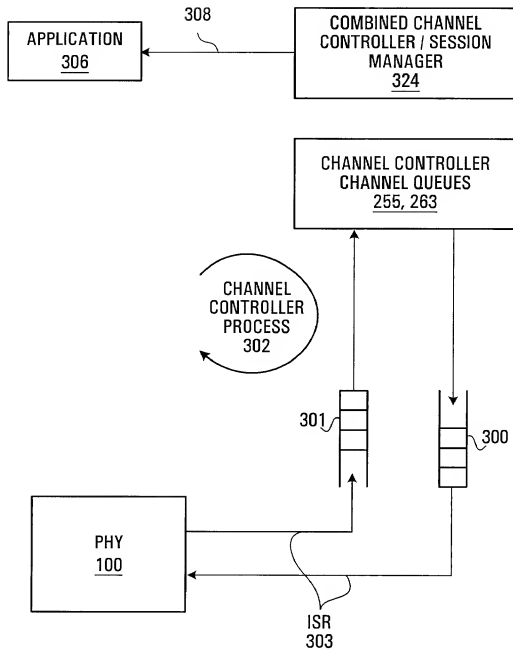 308
APPLICATION
306
COMBINED CHANNEL
CONTROLLER / SESSION
MANAGER
324
CHANNEL CONTROLLER
CHANNEL QUEUES
255, 263
CHANNEL
CONTROLLER
PROCESS
302
301
300
PHY
100
ISR
303